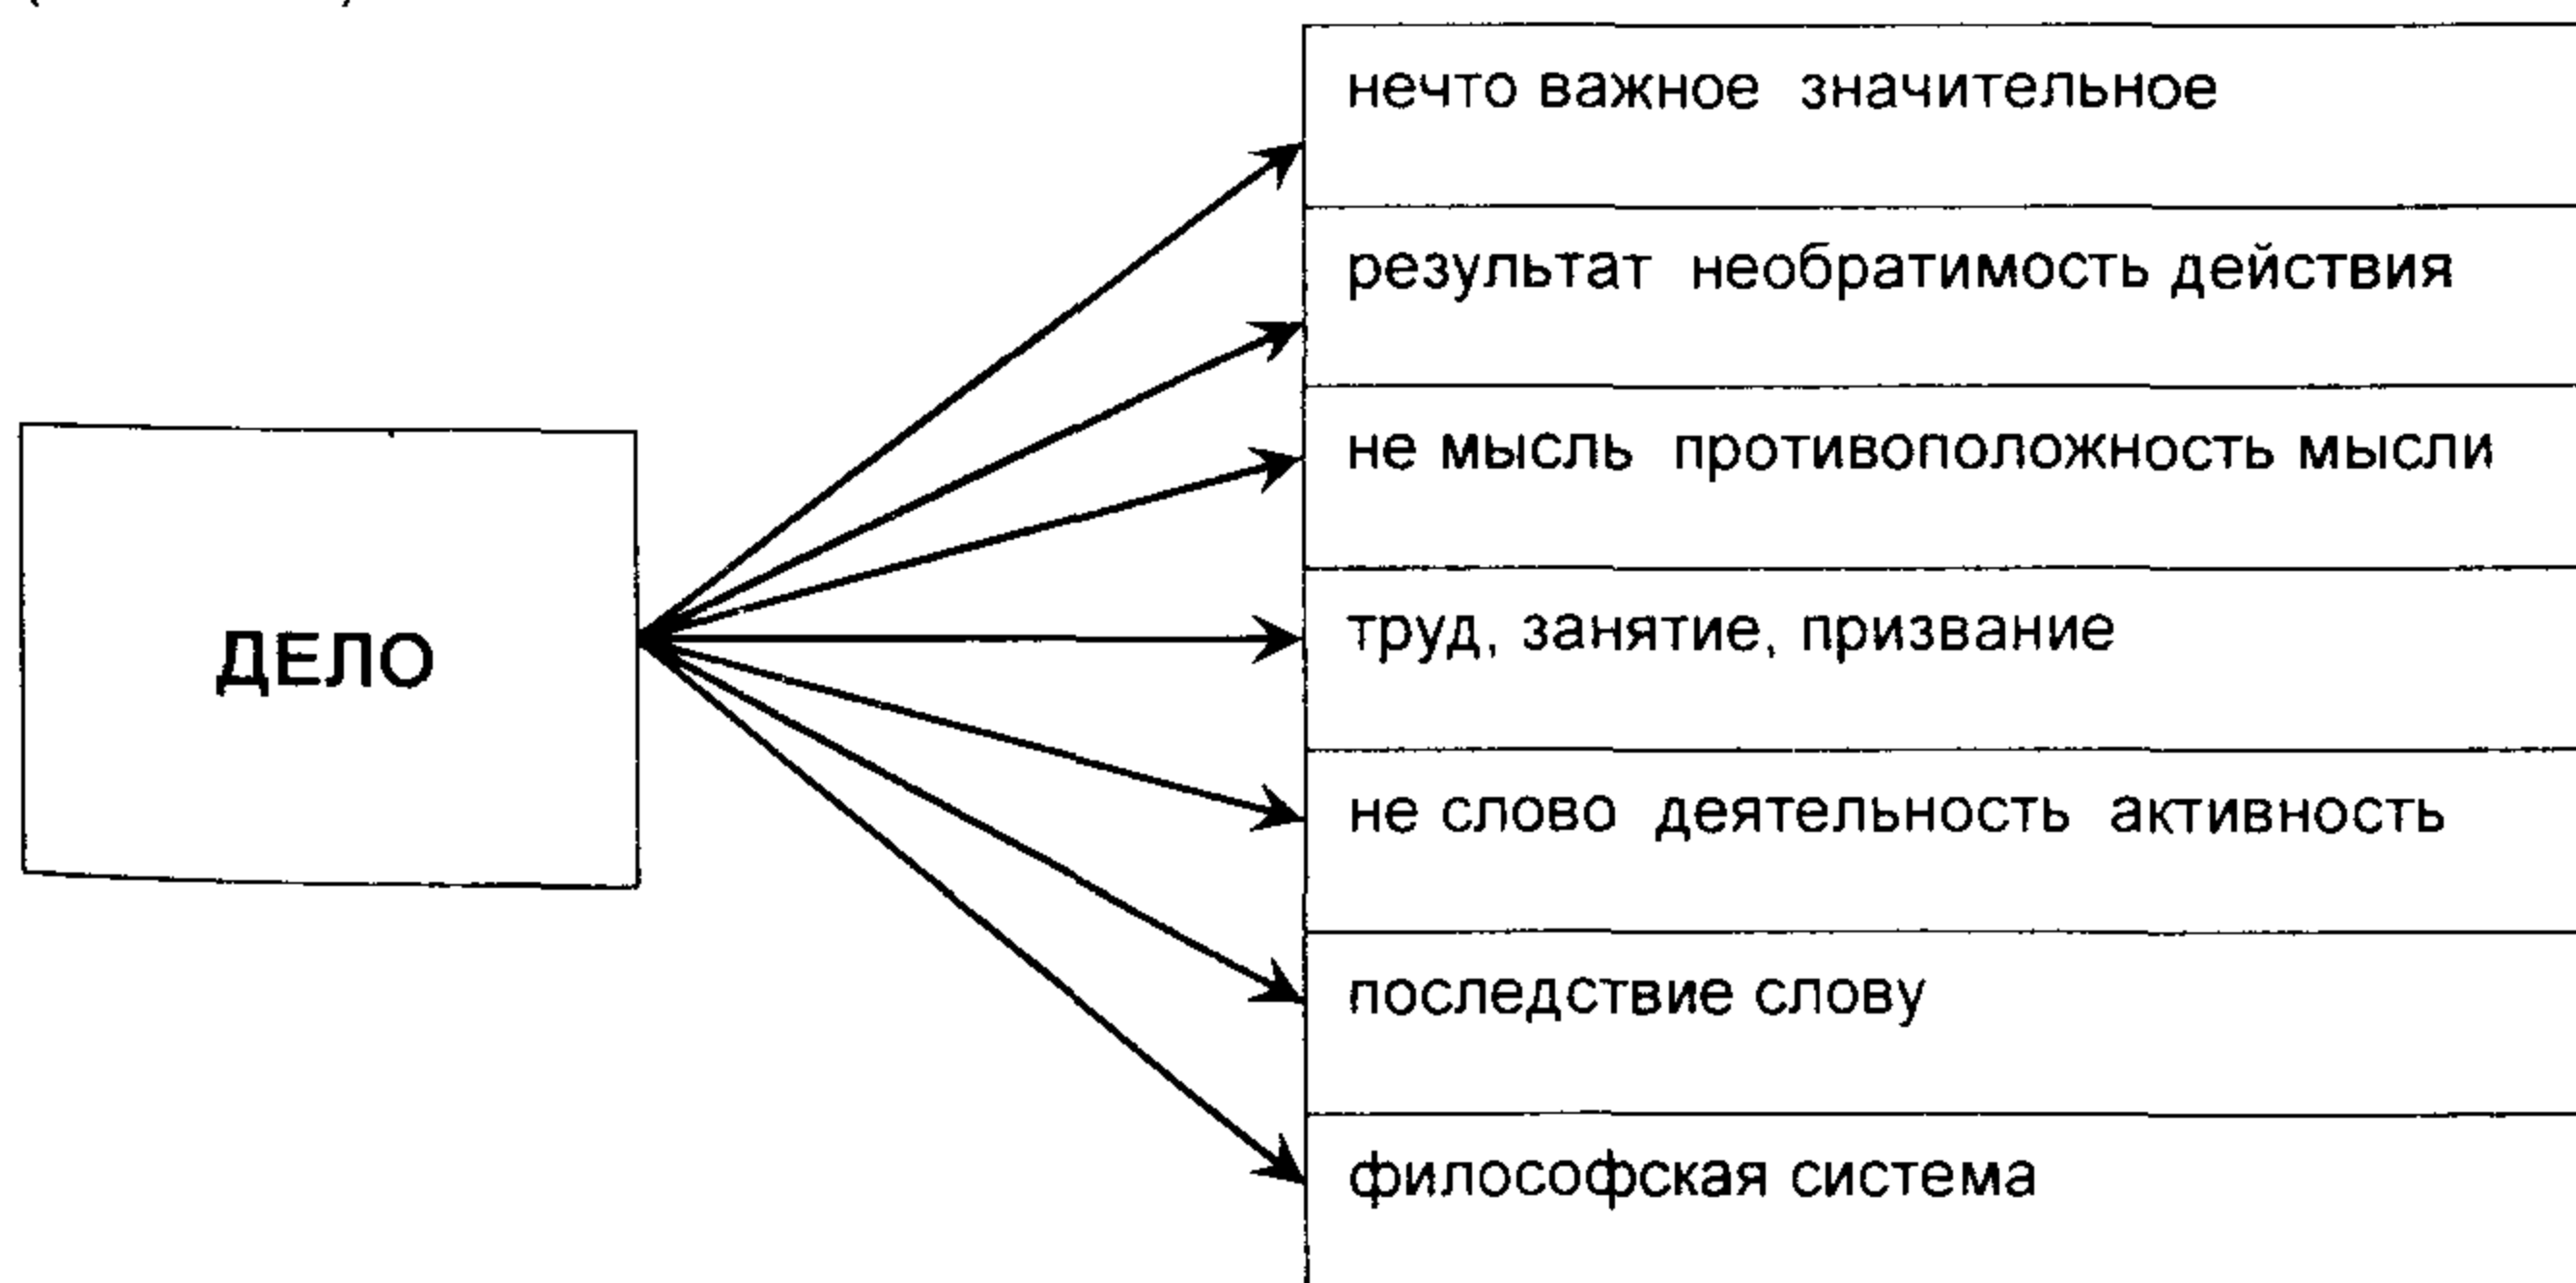 нечто важное значительное
результат необратимость действия
не мысль противоположность мысли
ДЕЛО
труд, занятие, призвание
не слово деятельность активность
последствие слову
философская система